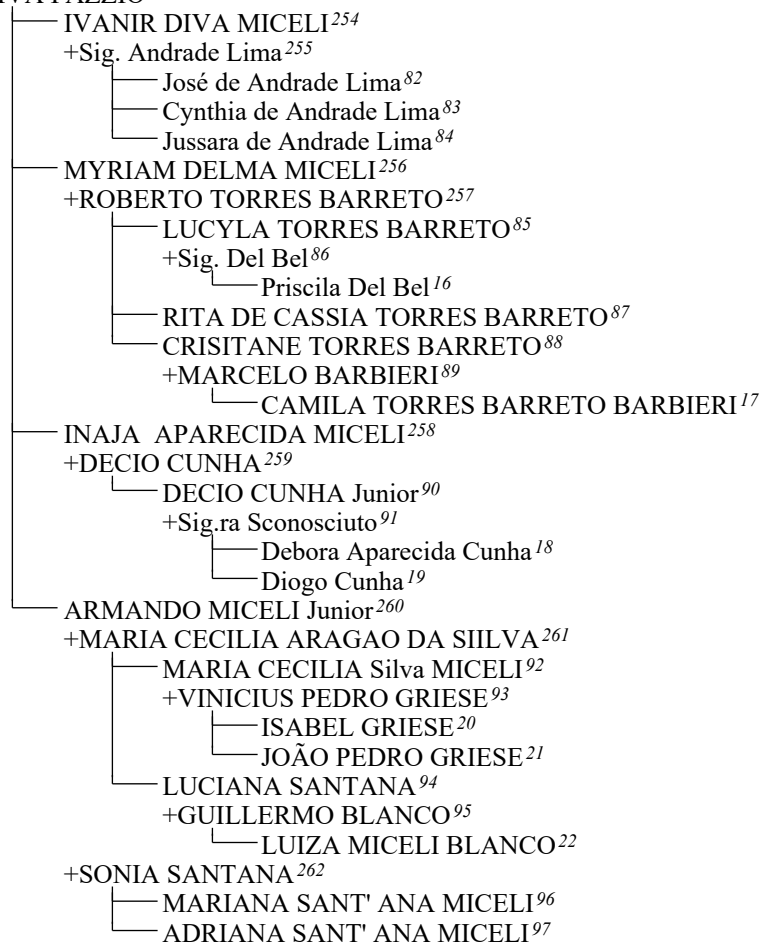 IVANIR DIVA MICELI254
+Sig. Andrade Lima255
José de Andrade Lima82
Cynthia de Andrade Lima83
Jussara de Andrade Lima84
MYRIAM DELMA MICELI256
+ROBERTO TORRES BARRETO257
LUCYLA TORRES BARRETO85
+Sig. Del Bel86
Priscila Del Bel16
RITA DE CASSIA TORRES BARRETO87
CRISITANE TORRES BARRETO88
+MARCELO BARBIERI89
CAMILA TORRES BARRETO BARBIERI17
INAJA  APARECIDA MICELI258
+DECIO CUNHA259
DECIO CUNHA Junior90
+Sig.ra Sconosciuto91
Debora Aparecida Cunha18
Diogo Cunha19
ARMANDO MICELI Junior260
+MARIA CECILIA ARAGAO DA SIILVA261
MARIA CECILIA Silva MICELI92
+VINICIUS PEDRO GRIESE93
ISABEL GRIESE20
JOÃO PEDRO GRIESE21
LUCIANA SANTANA94
+GUILLERMO BLANCO95
LUIZA MICELI BLANCO22
+SONIA SANTANA262
MARIANA SANT' ANA MICELI96
ADRIANA SANT' ANA MICELI97